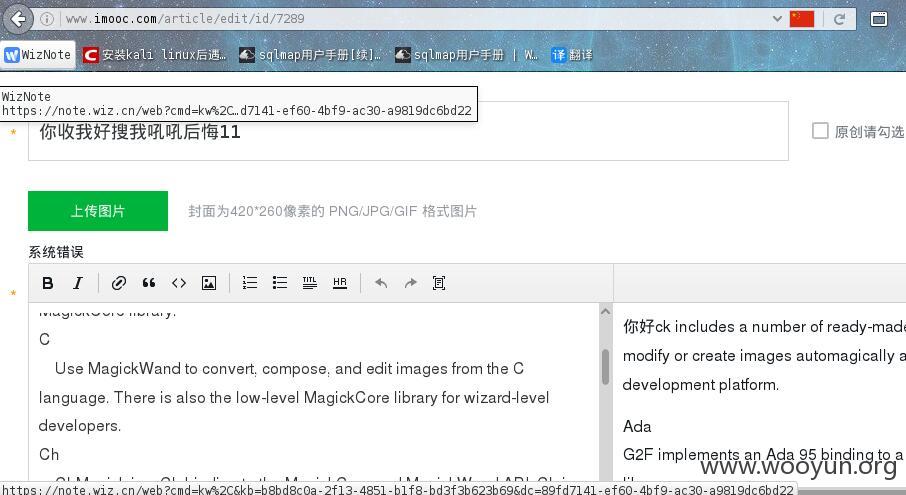 www.imooc.com/article/edit/id/7289
WizNote 安装kali linux后遇… sqlmap用户手册[续]… sqlmap用户手册 | W… 译 翻译
WizNote
https://note.wiz.cn/web?cmd=kw%2C…d7141-ef60-4bf9-ac30-a9819dc6bd22
* 你收我好搜我吼吼后悔11
原创请勾选
上传图片 封面为420*260像素的 PNG/JPG/GIF 格式图片
系统错误
*
B I “ <> TITL HR
MagickCore library.
C
Use MagickWand to convert, compose, and edit images from the C
language. There is also the low-level MagickCore library for wizard-level
developers.
Ch
你好ck includes a number of ready-made
modify or create images automagically a
development platform.
Ada
G2F implements an Ada 95 binding to a
www.wooyun.org
https://note.wiz.cn/web?cmd=kw%2C&kb=b8bd8c0a-2f13-4851-b1f8-bd3f3b623b69&dc=89fd7141-ef60-4bf9-ac30-a9819dc6bd22